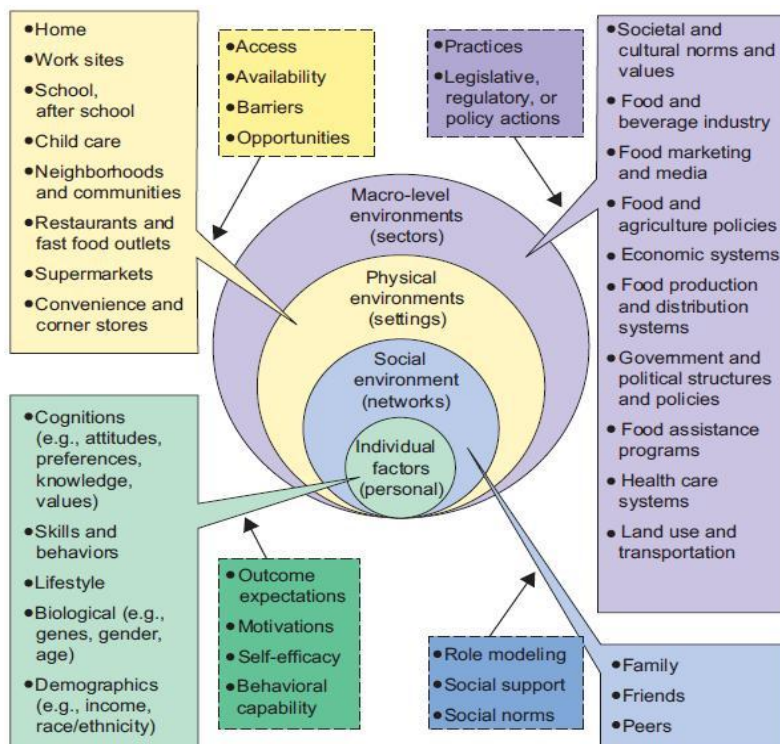 • Home
• Work sites
• School,
after school
• Child care
• Neighborhoods
and communities
• Restaurants and
fast food outlets
• Supermarkets
• Convenience and
corner stores
• Access
• Availability
• Barriers
• Opportunities
• Practices
• Legislative,
regulatory, or
policy actions
• Societal and
cultural norms and
values
• Food and
beverage industry
• Food marketing
and media
• Food and
agriculture policies
• Economic systems
• Food production
and distribution
systems
• Government and
political structures
and policies
• Food assistance
programs
• Health care
systems
• Land use and
transportation
Macro-level
environments
(sectors)
Physical
environments
(settings)
Social
environment
(networks)
Individual
factors
(personal)
• Cognitions
(e.g., attitudes,
preferences,
knowledge,
values)
• Skills and
behaviors
• Lifestyle
• Biological (e.g.,
genes, gender,
age)
• Demographics
(e.g., income,
race/ethnicity)
• Outcome
expectations
• Motivations
• Self-efficacy
• Behavioral
capability
• Role modeling
• Social support
• Social norms
• Family
• Friends
• Peers